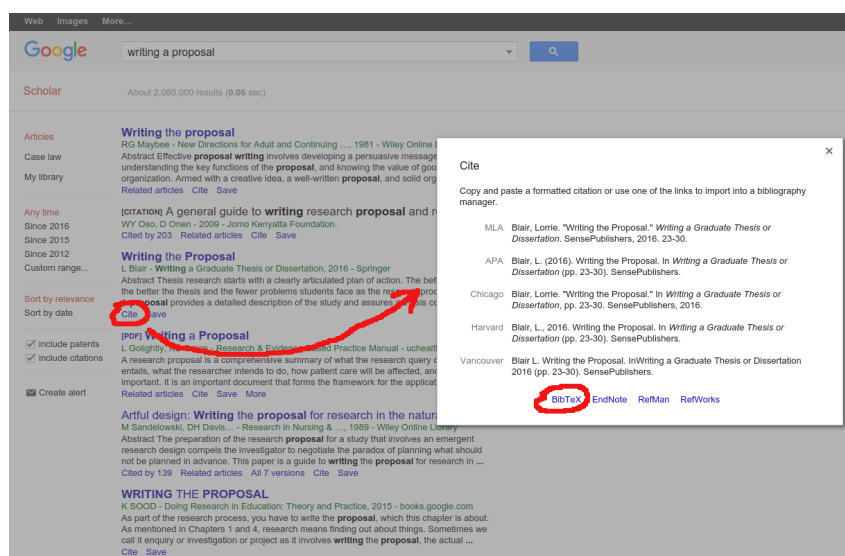 Web Images More...
Google
writing a proposal
Scholar
About 2,080,000 results (0.06 sec)
Articles
Case law
My library
Any time
Since 2016
Since 2015
Since 2012
Custom range...
Sort by relevance
Sort by date
include patents
include citations
Create alert
Writing the proposal
RG Maybee - New Directions for Adult and Continuing ..., 1981 - Wiley Online
Abstract Effective proposal writing involves developing a persuasive message
understanding the key functions of the proposal, and knowing the value of goo
organization. Armed with a creative idea, a well-written proposal, and solid org
Related articles Cite Save
[CITATION] A general guide to writing research proposal and
WY Oso, D Onen - 2009 - Jomo Kenyatta Foundation.
Cited by 203 Related articles Cite Save
Writing the Proposal
L Blair - Writing a Graduate Thesis or Dissertation, 2016 - Springer
Abstract Thesis research starts with a clearly articulated plan of action. The bet
the better the thesis and the fewer problems students face as the
provides a detailed description of the study and assures
Cite Save
[PDF] Writing a Proposal
L Golightly, - Research & Evidence Based Practice Manual - uchealt
A research proposal is a comprehensive summary of what the research query
entails, what the researcher intends to do, how patient care will be affected, an
important. It is an important document that forms the framework for the applicat
Related articles Cite Save More
Artful design: Writing the proposal for research in the natura
M Sandelowski, DH Davis... - Research in Nursing & ..., 1989 - Wiley Online Library
Abstract The preparation of the research proposal for a study that involves an emergent
research design compels the investigator to negotiate the paradox of planning what should
not be planned in advance. This paper is a guide to writing the proposal for research in ...
Cited by 139 Related articles All 7 versions Cite Save
WRITING THE PROPOSAL
K SOOD - Doing Research in Education: Theory and Practice, 2015 - books.google.com
As part of the research process, you have to write the proposal, which this chapter is about.
As mentioned in Chapters 1 and 4, research means finding out about things. Sometimes we
call it enquiry or investigation or project as it involves writing the proposal, the actual ...
Cite Save
×
Cite
Copy and paste a formatted citation or use one of the links to import into a bibliography
manager.
MLA Blair, Lorrie. "Writing the Proposal." Writing a Graduate Thesis or
Dissertation. SensePublishers, 2016. 23-30.
APA Blair, L. (2016). Writing the Proposal. In Writing a Graduate Thesis or
Dissertation (pp. 23-30). SensePublishers.
Chicago Blair, Lorrie. "Writing the Proposal." In Writing a Graduate Thesis or
Dissertation, pp. 23-30. SensePublishers, 2016.
Harvard Blair, L., 2016. Writing the Proposal. In Writing a Graduate Thesis or
Dissertation (pp. 23-30). SensePublishers.
Vancouver Blair L. Writing the Proposal. InWriting a Graduate Thesis or Dissertation
2016 (pp. 23-30). SensePublishers.
BibTeX EndNote RefMan RefWorks